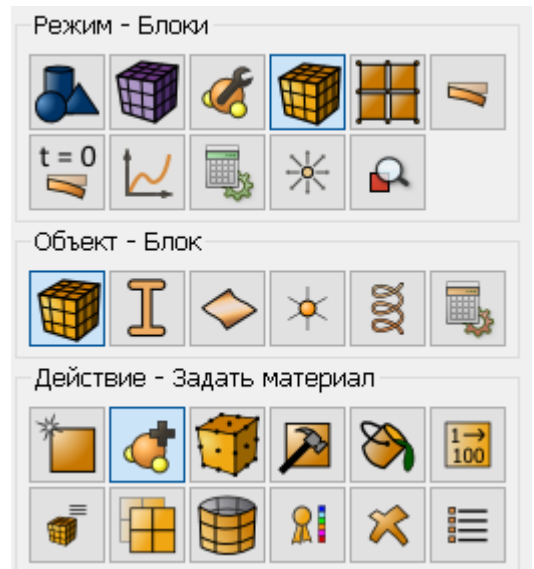 Режим - Блоки
t = 0
Объект - Блок
Действие - Задать материал
1→
100